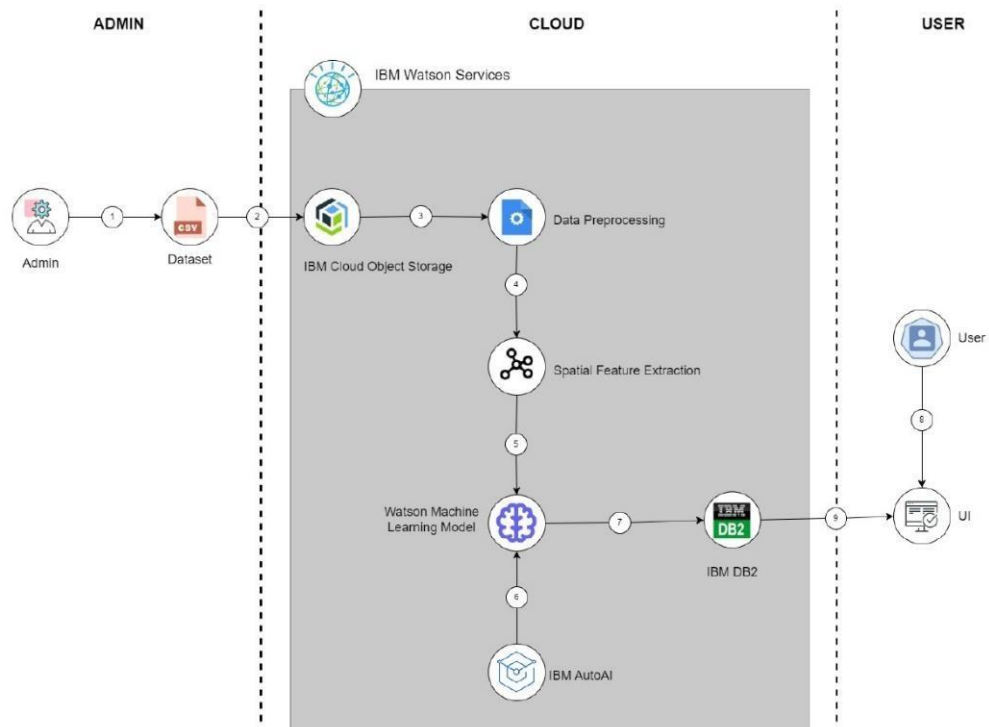 ADMIN
CLOUD
USER
IBM Watson Services
1
2
3
CSV
Data Preprocessing
Admin
Dataset
IBM Cloud Object Storage
4
User
Spatial Feature Extraction
8
5
Watson Machine
Learning Model
7
IBM
DB2
9
UI
IBM DB2
6
IBM AutoAI